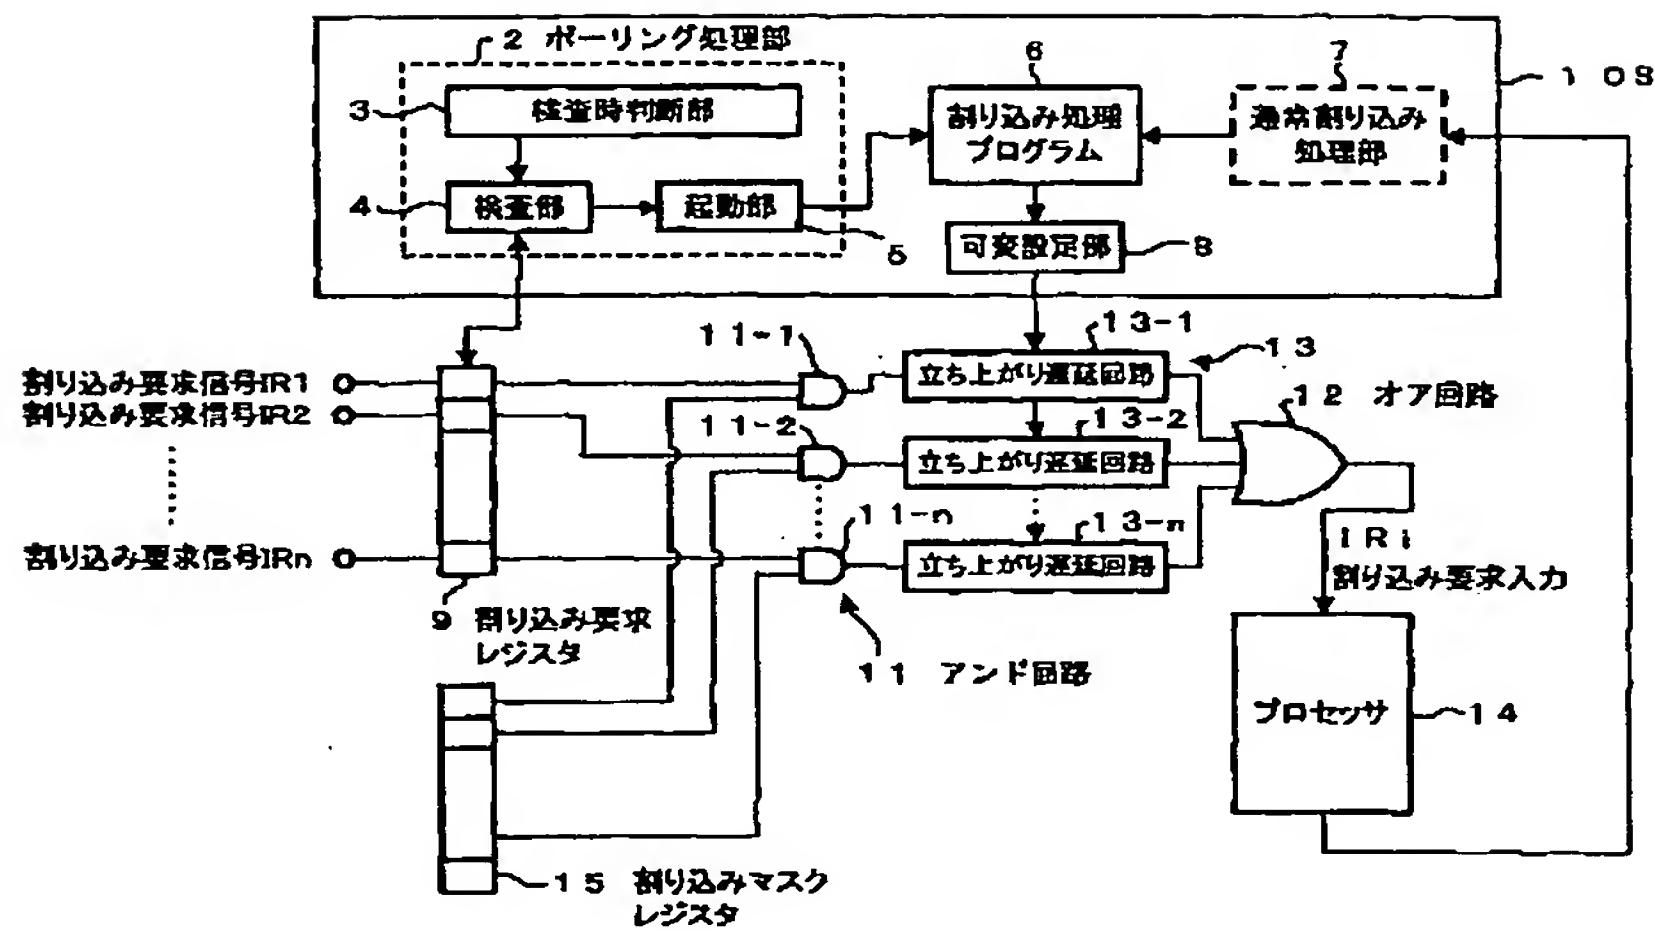 2 ポーリング処理部
3 検査時判断部
4 検査部
起動部
5
6
割り込み処理
プログラム
7
通常割り込み
処理部
1 OS
可変設定部 8
割り込み要求信号IR1
割り込み要求信号IR2
割り込み要求信号IRn
11-1
11-2
11-n
13-1
立ち上がり遅延回路
13
13-2
立ち上がり遅延回路
13-n
立ち上がり遅延回路
12 オア回路
IRi
割り込み要求入力
9 割り込み要求
レジスタ
11 アンド回路
プロセッサ 14
15 割り込みマスク
レジスタ